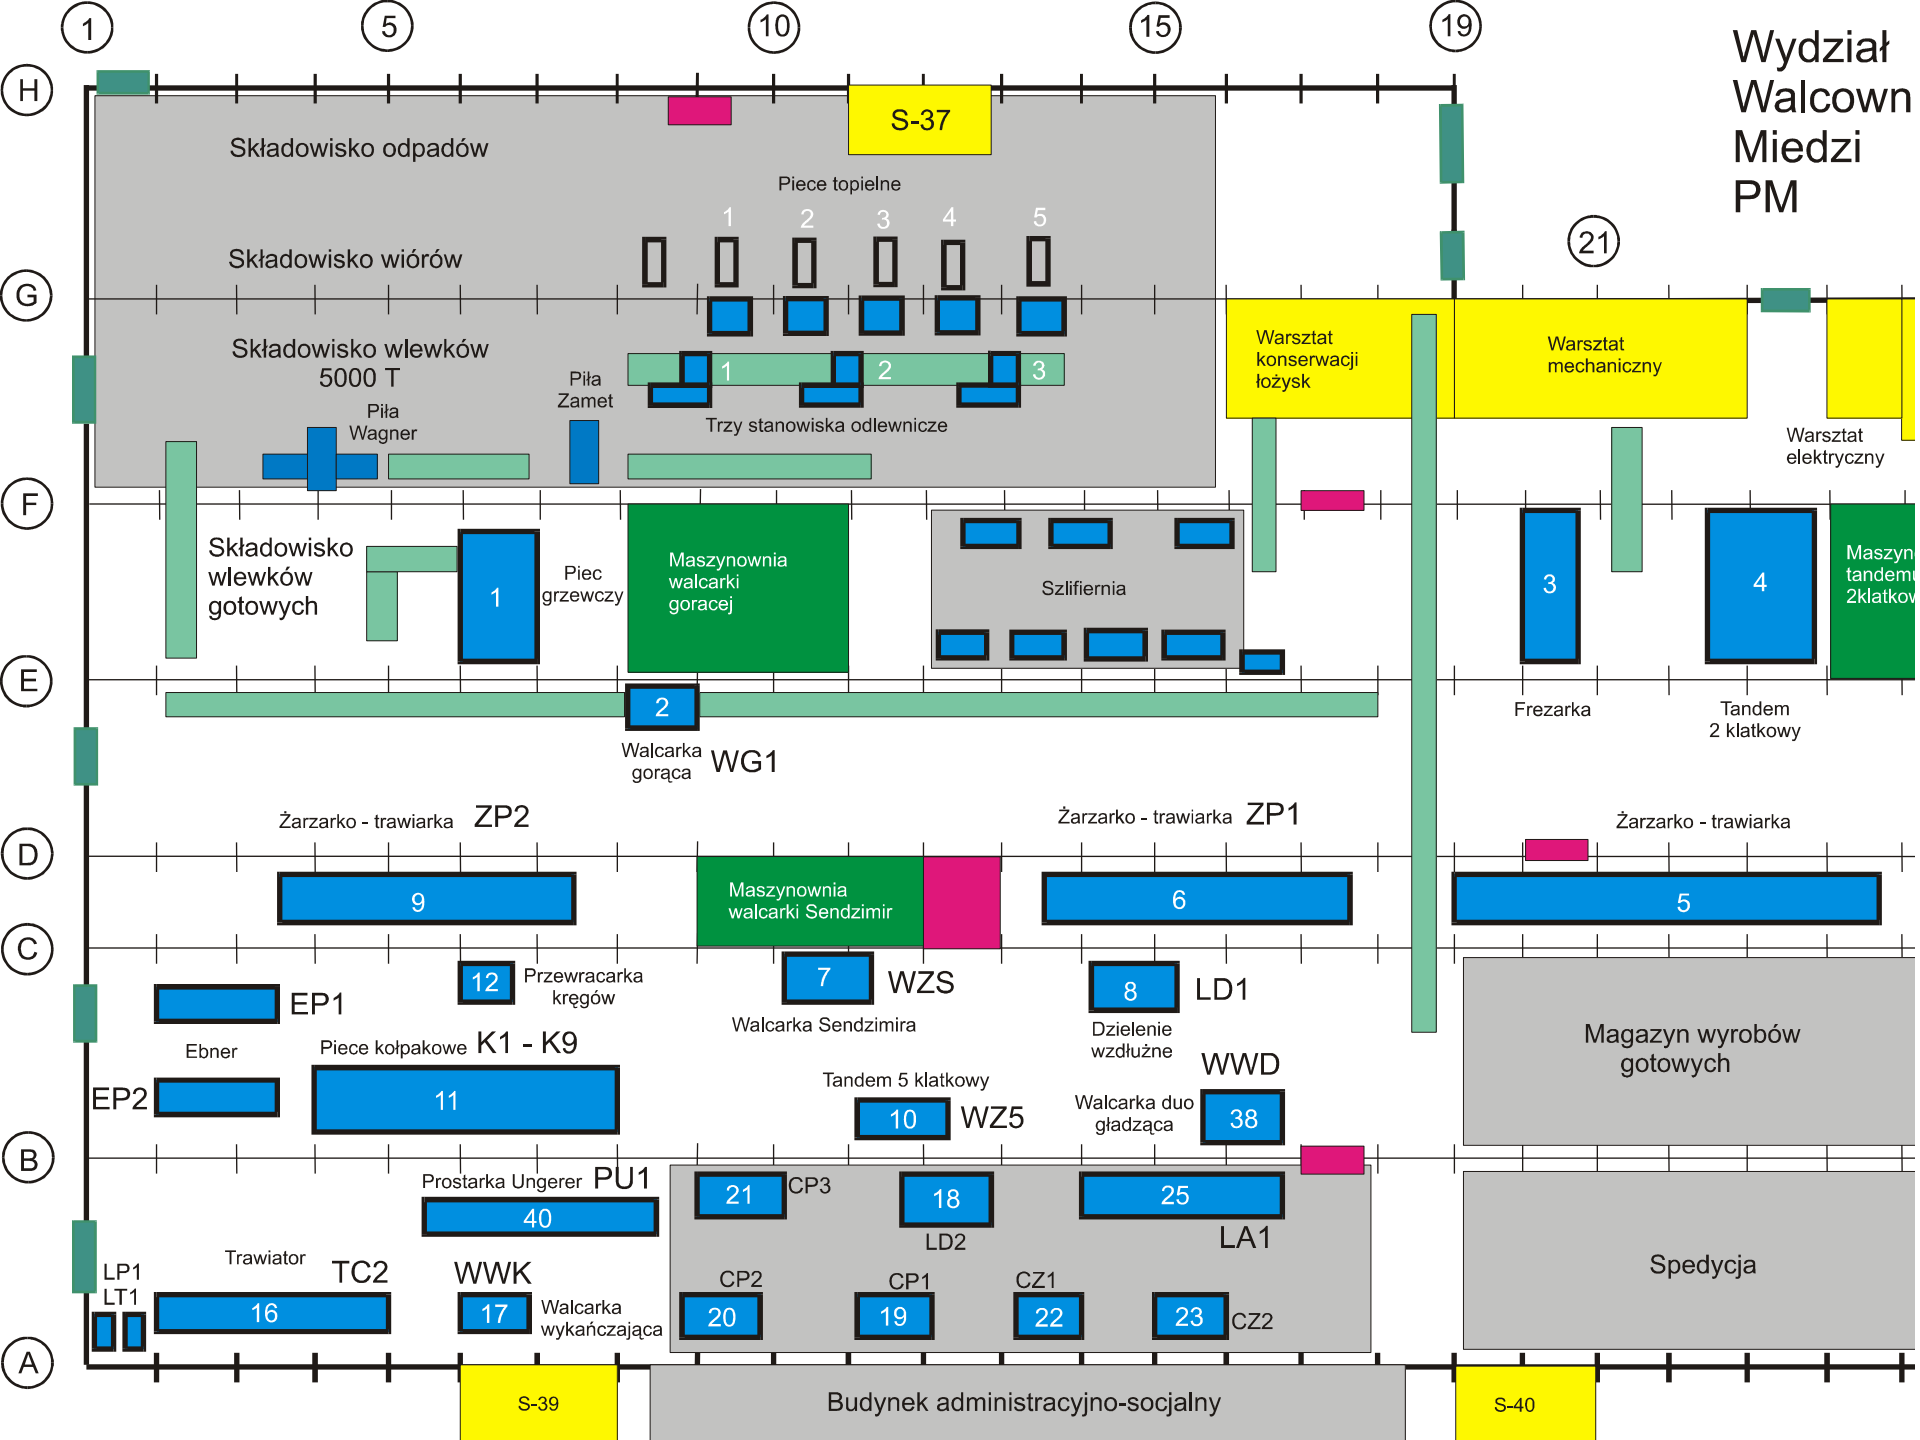 1
5
10
15
19
Wydział
Walcown
Miedzi
PM
H
S-37
Składowisko odpadów
Piece topielne
1 2 3 4 5
Składowisko wiórów
21
G
Składowisko wlewków
5000 T
Piła
Zamet
Piła
Wagner
1 2 3
Trzy stanowiska odlewnicze
Warsztat
konserwacji
łożysk
Warsztat
mechaniczny
Warsztat
elektryczny
F
Składowisko
wlewków
gotowych
1
Piec
grzewczy
Maszynownia
walcarki
goracej
Szlifiernia
3
4
Maszyn
tandemu
2klatkow
E
2
Walcarka
gorąca
WG1
Frezarka
Tandem
2 klatkowy
Żarzarko - trawiarka ZP2
Żarzarko - trawiarka ZP1
Żarzarko - trawiarka
D
9
Maszynownia
walcarki Sendzimir
6
5
C
EP1
12
Przewracarka
kręgów
7
WZS
Walcarka Sendzimira
8
LD1
Dzielenie
wzdłużne
Magazyn wyrobów
gotowych
Ebner
Piece kołpakowe K1 - K9
EP2
11
Tandem 5 klatkowy
10
WZ5
WWD
Walcarka duo
gładząca
38
B
Prostarka Ungerer PU1
40
21
CP3
18
LD2
25
LA1
Spedycja
LP1
LT1
Trawiator
TC2
16
WWK
17
Walcarka
wykańczająca
CP2
20
CP1
19
CZ1
22
23
CZ2
A
S-39
Budynek administracyjno-socjalny
S-40